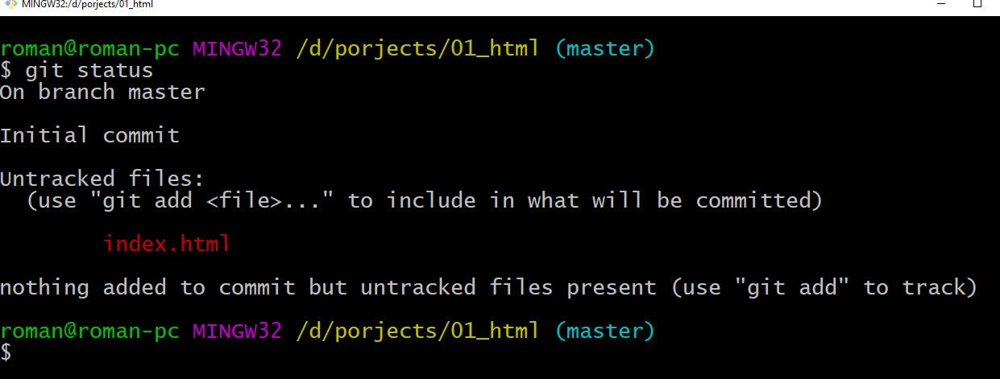 MINGW32:/d/porjects/01_html
roman@roman-pc MINGW32 /d/porjects/01_html (master)
$ git status
On branch master
Initial commit
Untracked files:
  (use "git add <file>..." to include in what will be committed)
        index.html
nothing added to commit but untracked files present (use "git add" to track)
roman@roman-pc MINGW32 /d/porjects/01_html (master)
$